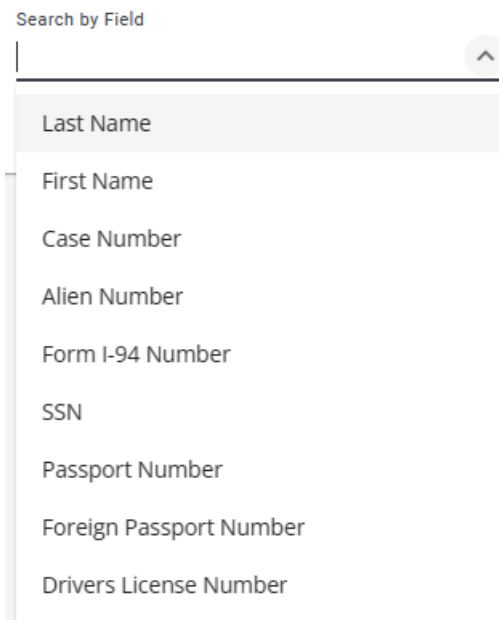 Search by Field
Last Name
First Name
Case Number
Alien Number
Form I-94 Number
SSN
Passport Number
Foreign Passport Number
Drivers License Number